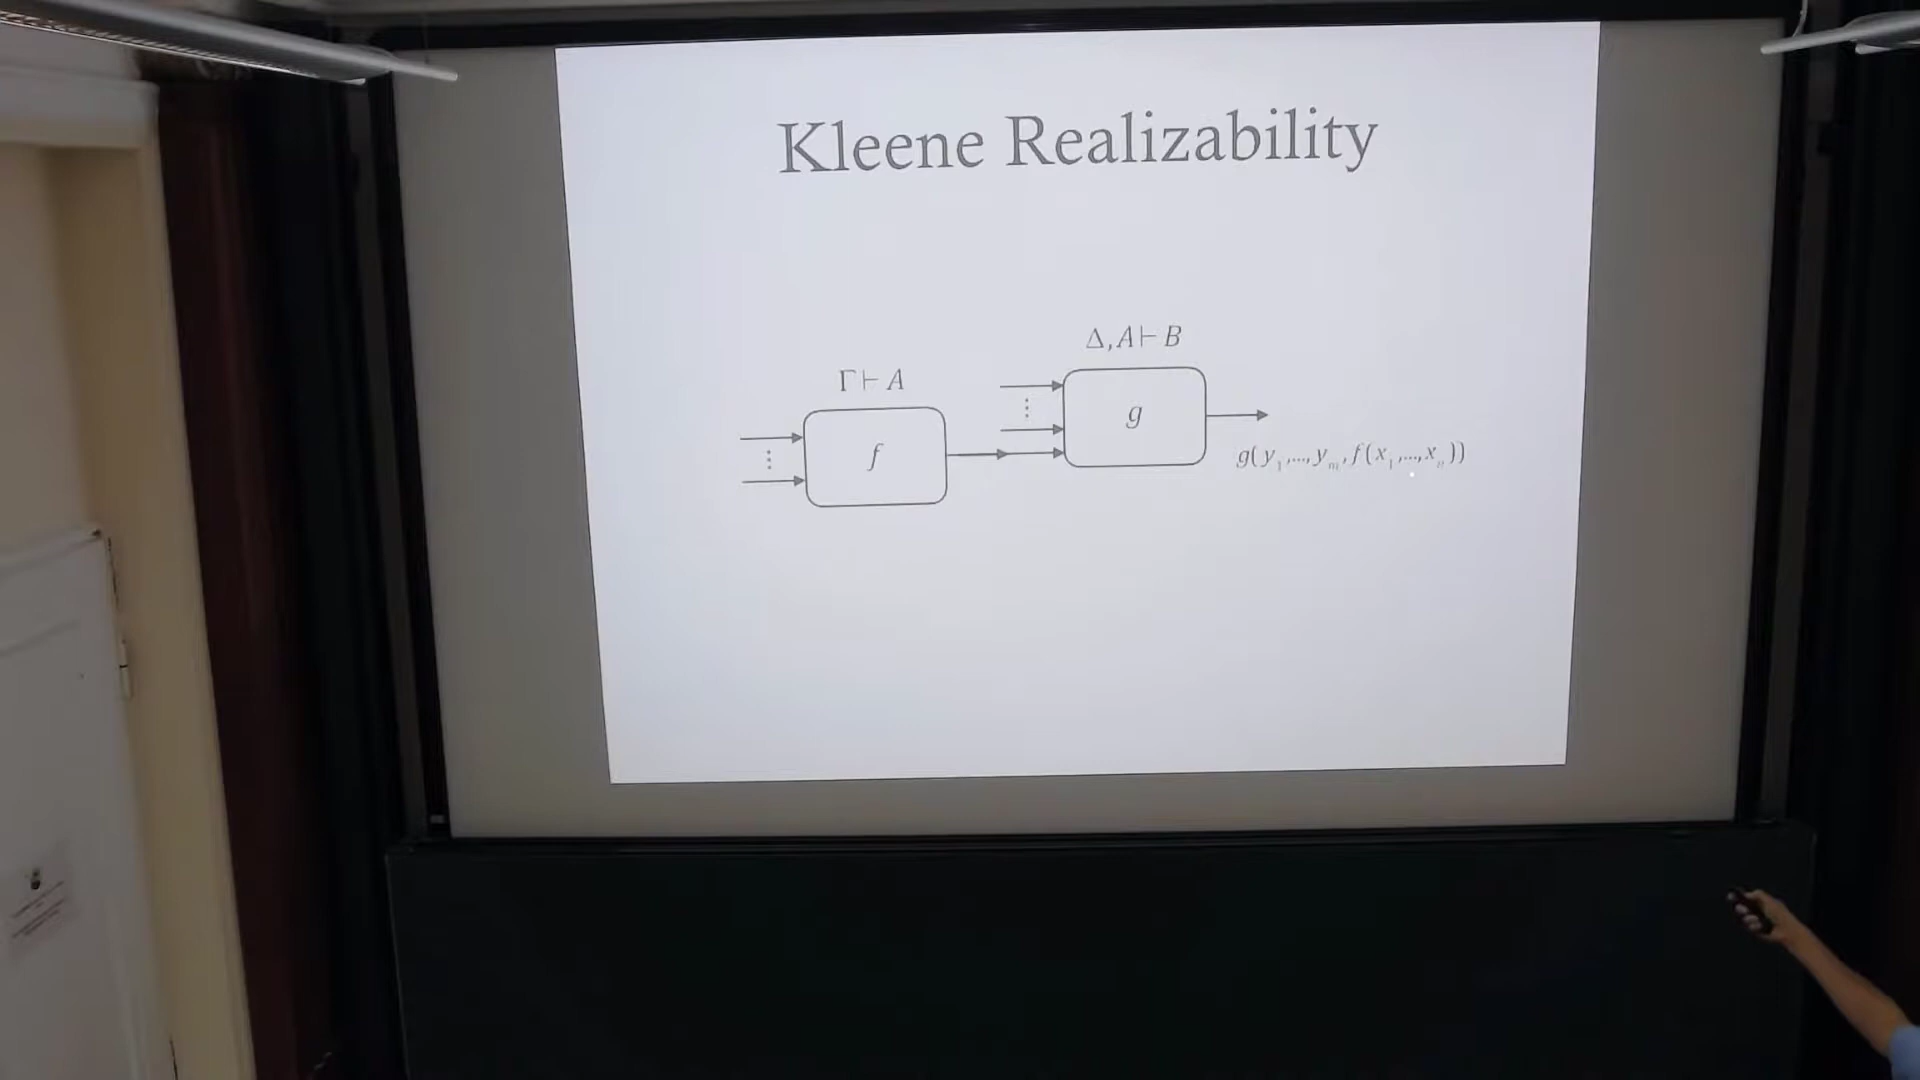 Kleene Realizability
Δ, A ⊢ B
Γ ⊢ A
⋮
g
⋮
f
g(y₁,...,yₘ, f(x₁,...,xₙ))